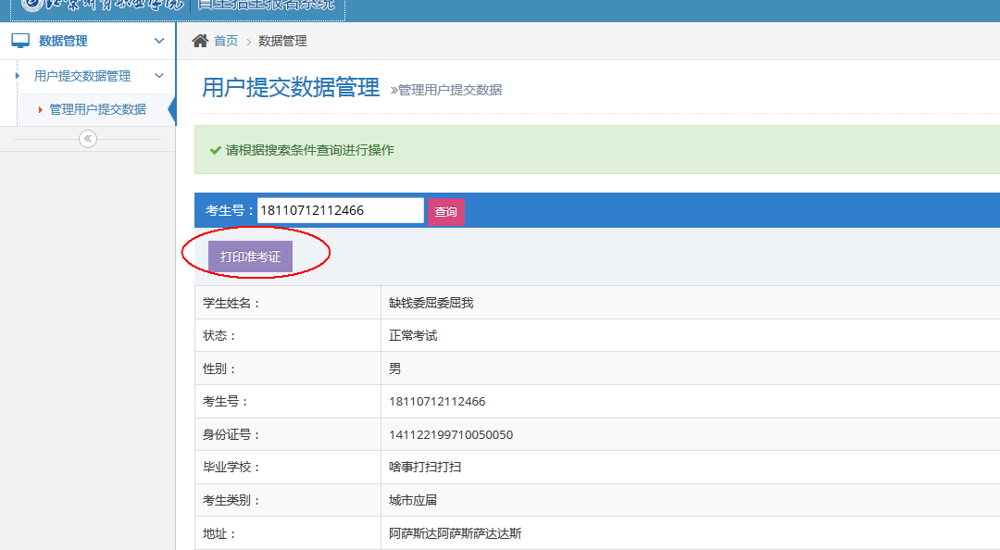 自主招生报名系统
数据管理
用户提交数据管理
管理用户提交数据
首页 > 数据管理
用户提交数据管理 »管理用户提交数据
请根据搜索条件查询进行操作
考生号： 18110712112466 查询
打印准考证
学生姓名： 缺钱委屈委屈我
状态： 正常考试
性别： 男
考生号： 18110712112466
身份证号： 141122199710050050
毕业学校： 啥事打扫打扫
考生类别： 城市应届
地址： 阿萨斯达阿萨斯萨达达斯